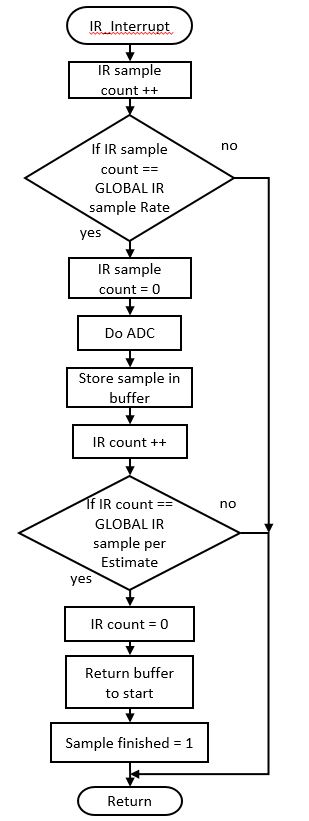 IR_Interrupt
IR sample
count ++
If IR sample
count ==
GLOBAL IR
sample Rate
no
yes
IR sample
count = 0
Do ADC
Store sample in
buffer
IR count ++
If IR count ==
GLOBAL IR
sample per
Estimate
no
yes
IR count = 0
Return buffer
to start
Sample finished = 1
Return